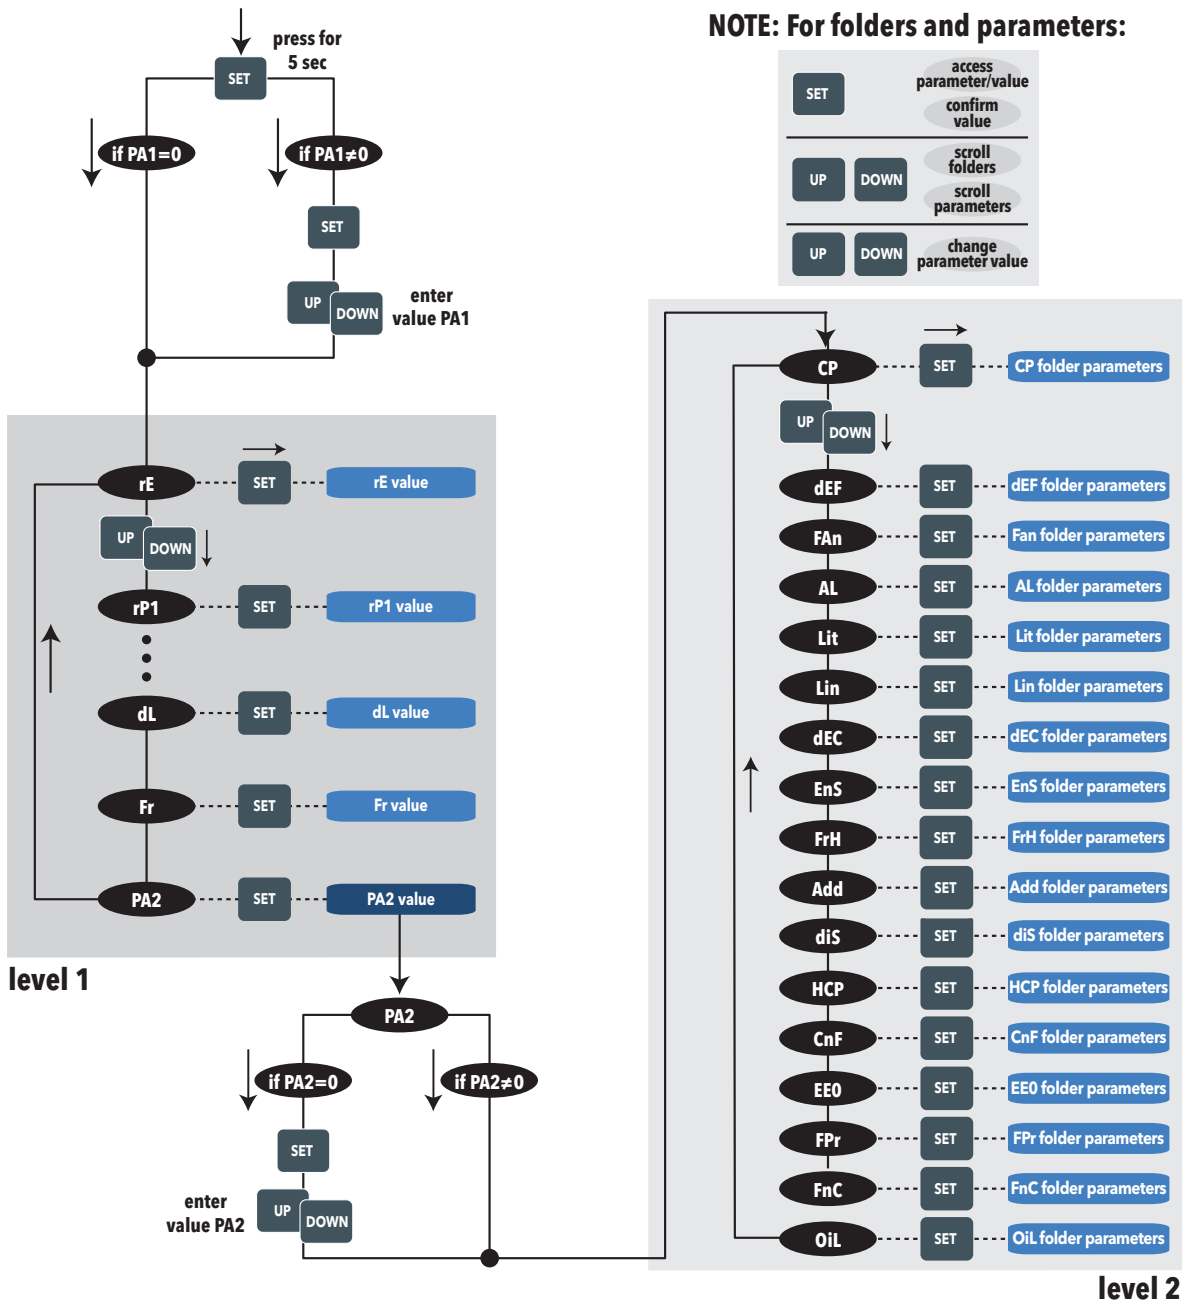 press for
5 sec
SET
if PA1=0
if PA1≠0
SET
UP
DOWN
enter
value PA1
rE
SET
rE value
UP
DOWN
rP1
SET
rP1 value
dL
SET
dL value
Fr
SET
Fr value
PA2
SET
PA2 value
level 1
PA2
if PA2=0
if PA2≠0
SET
enter
value PA2
UP
DOWN
NOTE: For folders and parameters:
SET
access
parameter/value
confirm
value
UP
DOWN
scroll
folders
scroll
parameters
UP
DOWN
change
parameter value
CP
SET
CP folder parameters
UP
DOWN
dEF
SET
dEF folder parameters
FAn
SET
Fan folder parameters
AL
SET
AL folder parameters
Lit
SET
Lit folder parameters
Lin
SET
Lin folder parameters
dEC
SET
dEC folder parameters
EnS
SET
EnS folder parameters
FrH
SET
FrH folder parameters
Add
SET
Add folder parameters
diS
SET
diS folder parameters
HCP
SET
HCP folder parameters
CnF
SET
CnF folder parameters
EE0
SET
EE0 folder parameters
FPr
SET
FPr folder parameters
FnC
SET
FnC folder parameters
OiL
SET
OiL folder parameters
level 2